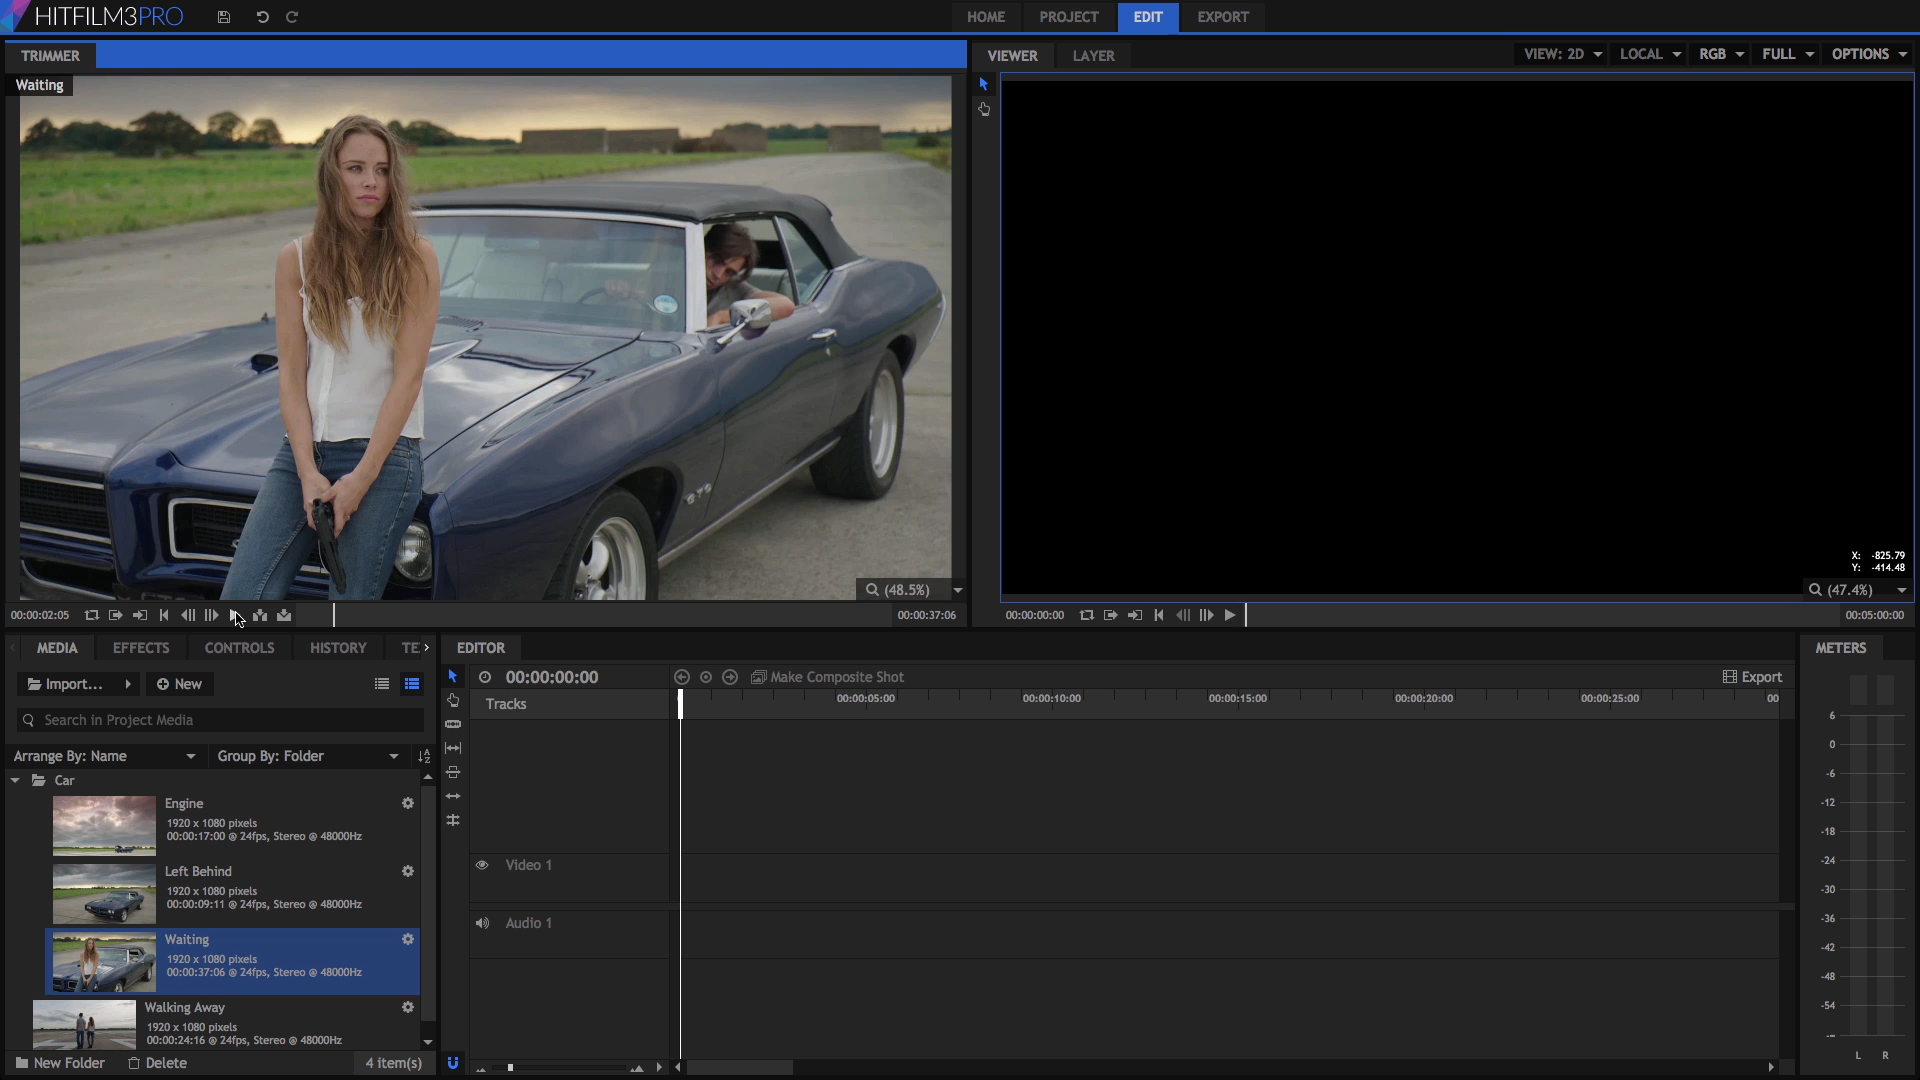 HITFILM3PRO
HOME PROJECT EDIT EXPORT
TRIMMER
Waiting
GTO
(48.5%)
00:00:02:05
00:00:37:06
VIEWER LAYER
VIEW: 2D LOCAL RGB FULL OPTIONS
X: -825.79
Y: -414.48
(47.4%)
00:00:00:00
00:05:00:00
MEDIA EFFECTS CONTROLS HISTORY TE
Import... New
Search in Project Media
Arrange By: Name Group By: Folder
Car
Engine
1920 x 1080 pixels
00:00:17:00 @ 24fps, Stereo @ 48000Hz
Left Behind
1920 x 1080 pixels
00:00:09:11 @ 24fps, Stereo @ 48000Hz
Waiting
1920 x 1080 pixels
00:00:37:06 @ 24fps, Stereo @ 48000Hz
Walking Away
1920 x 1080 pixels
00:00:24:16 @ 24fps, Stereo @ 48000Hz
New Folder Delete 4 item(s)
EDITOR
00:00:00:00 Make Composite Shot Export
Tracks 00:00:05:00 00:00:10:00 00:00:15:00 00:00:20:00 00:00:25:00 00
Video 1
Audio 1
METERS
6
0
-6
-12
-18
-24
-30
-36
-42
-48
-54
L R